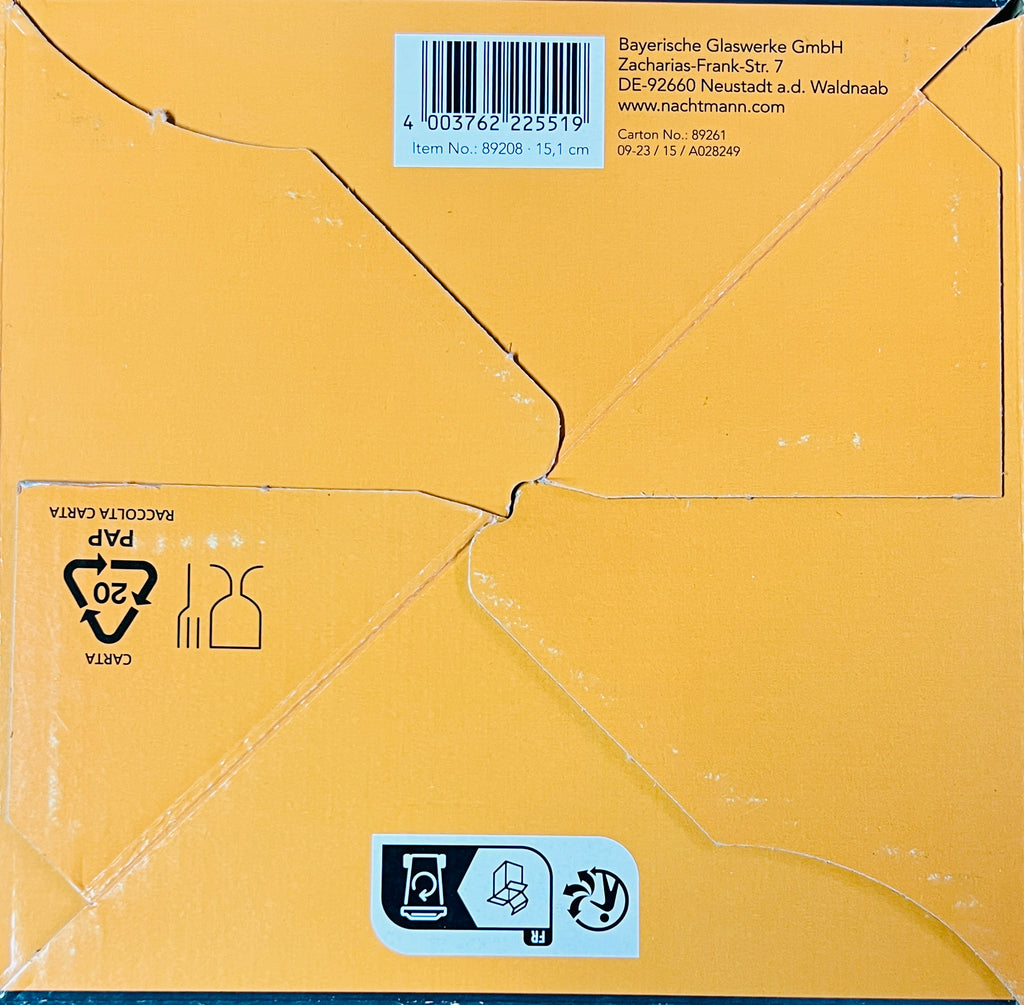 4 003762 225519
Item No.: 89208 · 15,1 cm
Bayerische Glaswerke GmbH
Zacharias-Frank-Str. 7
DE-92660 Neustadt a.d. Waldnaab
www.nachtmann.com
Carton No.: 89261
09-23 / 15 / A028249
RACCOLTA CARTA
PAP
20
CARTA
FR